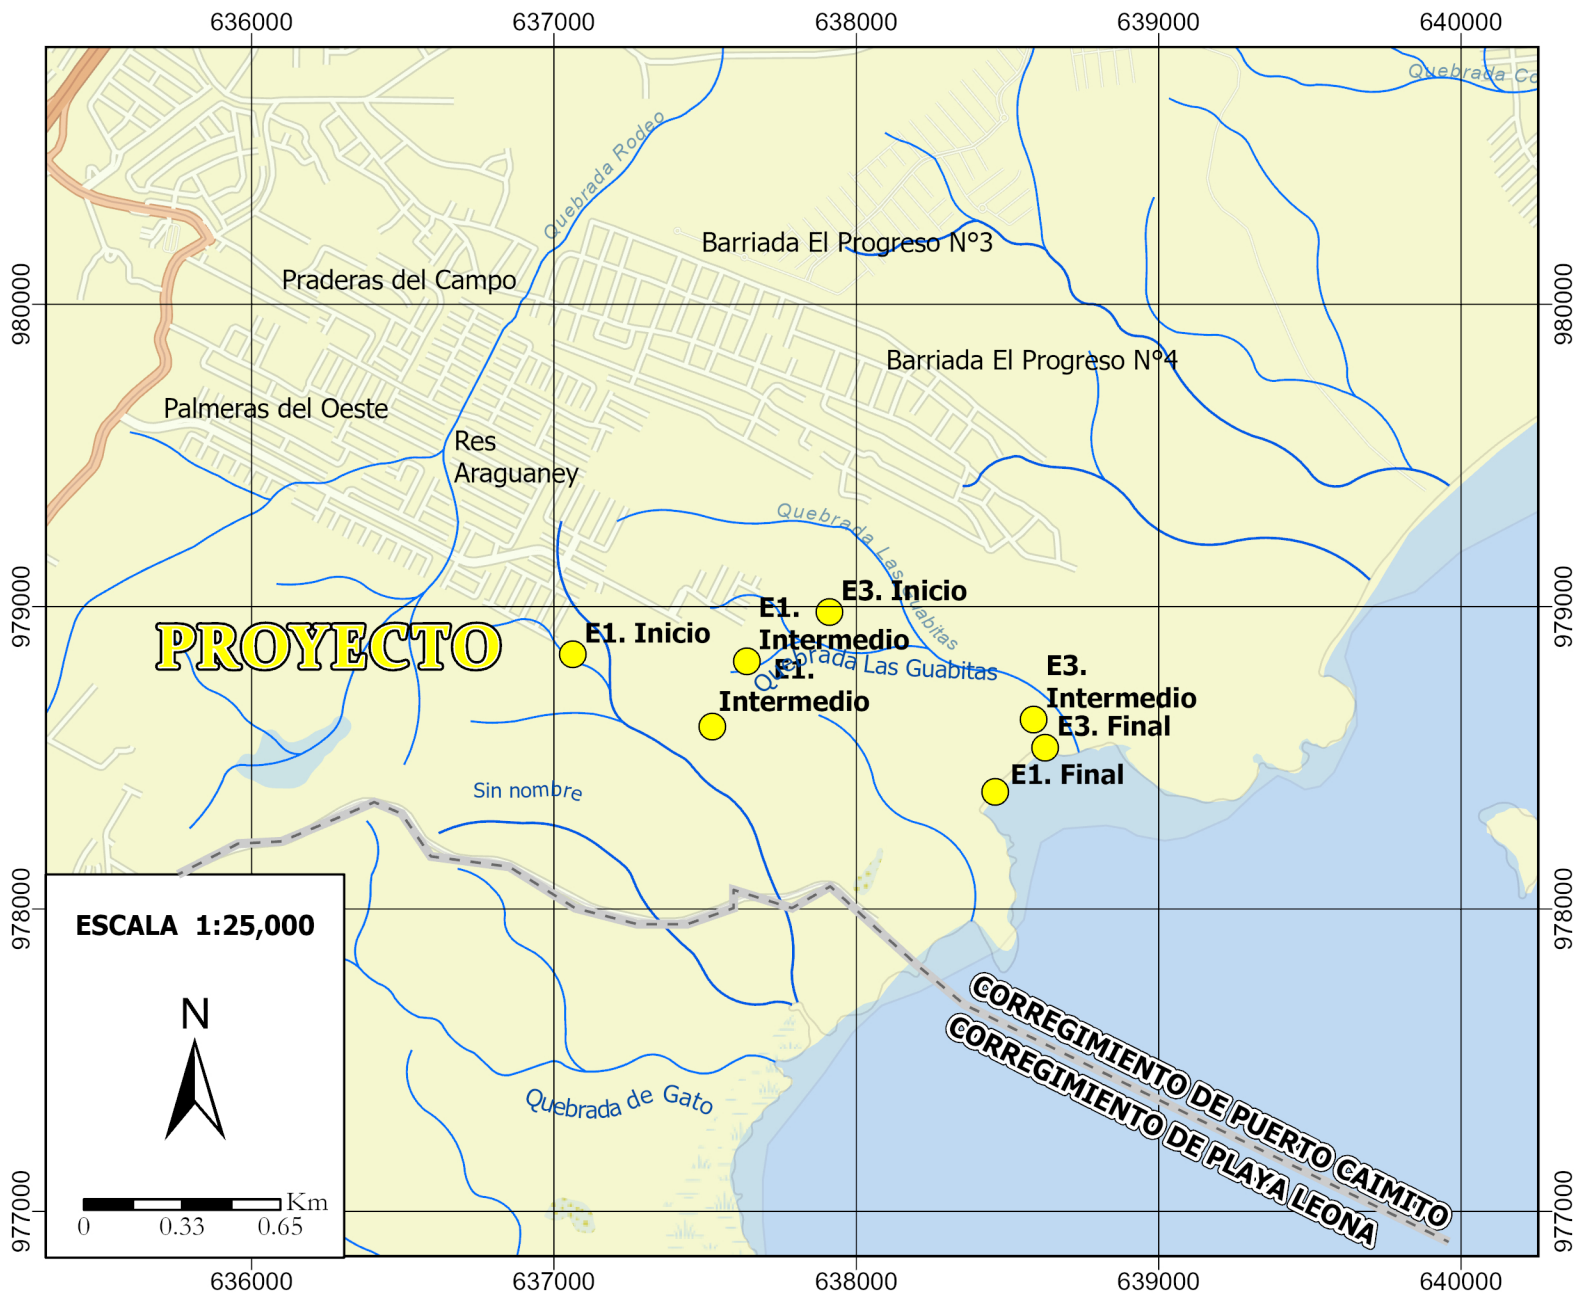 636000 637000 638000 639000 640000
Quebrada Co
Quebrada Rodeo
Barriada El Progreso N°3
Praderas del Campo
980000
980000
Barriada El Progreso N°4
Palmeras del Oeste
Res
Araguaney
Quebrada Las Guabitas
979000
979000
E3. Inicio
E1.
Intermedio
PROYECTO
E1. Inicio
Quebrada Las Guabitas
E1.
Intermedio
E3.
Intermedio
E3. Final
E1. Final
Sin nombre
978000
978000
ESCALA 1:25,000
N
Km
0 0.33 0.65
CORREGIMIENTO DE PUERTO CAIMITO
CORREGIMIENTO DE PLAYA LEONA
Quebrada de Gato
977000
977000
636000 637000 638000 639000 640000